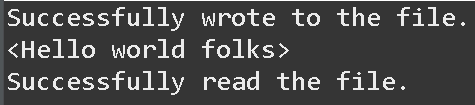 Successfully wrote to the file.
<Hello world folks>
Successfully read the file.